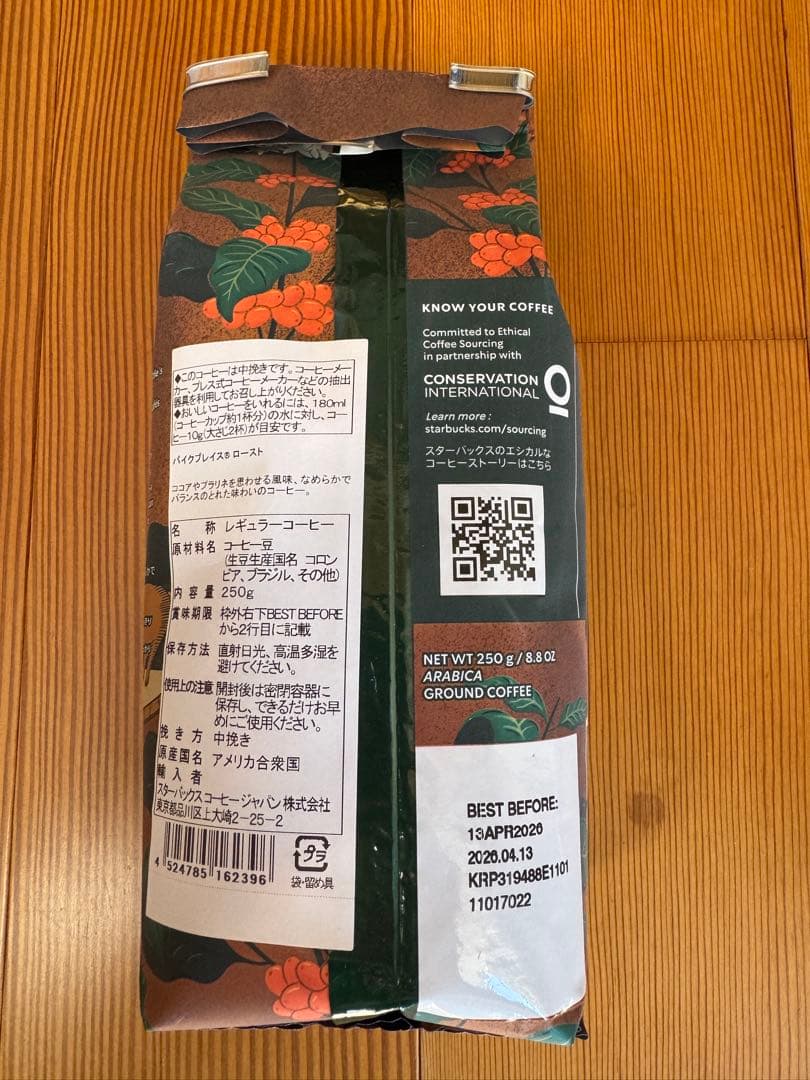 ◆このコーヒーは中挽きです。コーヒーメー
カー、プレス式コーヒーメーカーなどの抽出
器具を利用してお召し上がりください。
◆おいしいコーヒーをいれるには、180ml
(コーヒーカップ約1杯分)の水に対し、コー
ヒー10g(大さじ2杯)が目安です。
パイクプレイス® ロースト
ココアやプラリネを思わせる風味、なめらかで
バランスのとれた味わいのコーヒー。
名 称 レギュラーコーヒー
原材料名 コーヒー豆
(生豆生産国名 コロン
ビア、ブラジル、その他)
内容量 250g
賞味期限 枠外右下BEST BEFORE
から2行目に記載
保存方法 直射日光、高温多湿を
避けてください。
使用上の注意 開封後は密閉容器に
保存し、できるだけお早
めにご使用ください。
挽き方 中挽き
原産国名 アメリカ合衆国
輸入者
スターバックス コーヒー ジャパン 株式会社
東京都品川区上大崎2-25-2
4 524785 162396
プラ
袋・留め具
KNOW YOUR COFFEE
Committed to Ethical
Coffee Sourcing
in partnership with
CONSERVATION
INTERNATIONAL
Learn more :
starbucks.com/sourcing
スターバックスのエシカルな
コーヒーストーリーはこちら
NET WT 250 g / 8.8 OZ
ARABICA
GROUND COFFEE
BEST BEFORE:
13APR2026
2026.04.13
KRP319488E1101
11017022